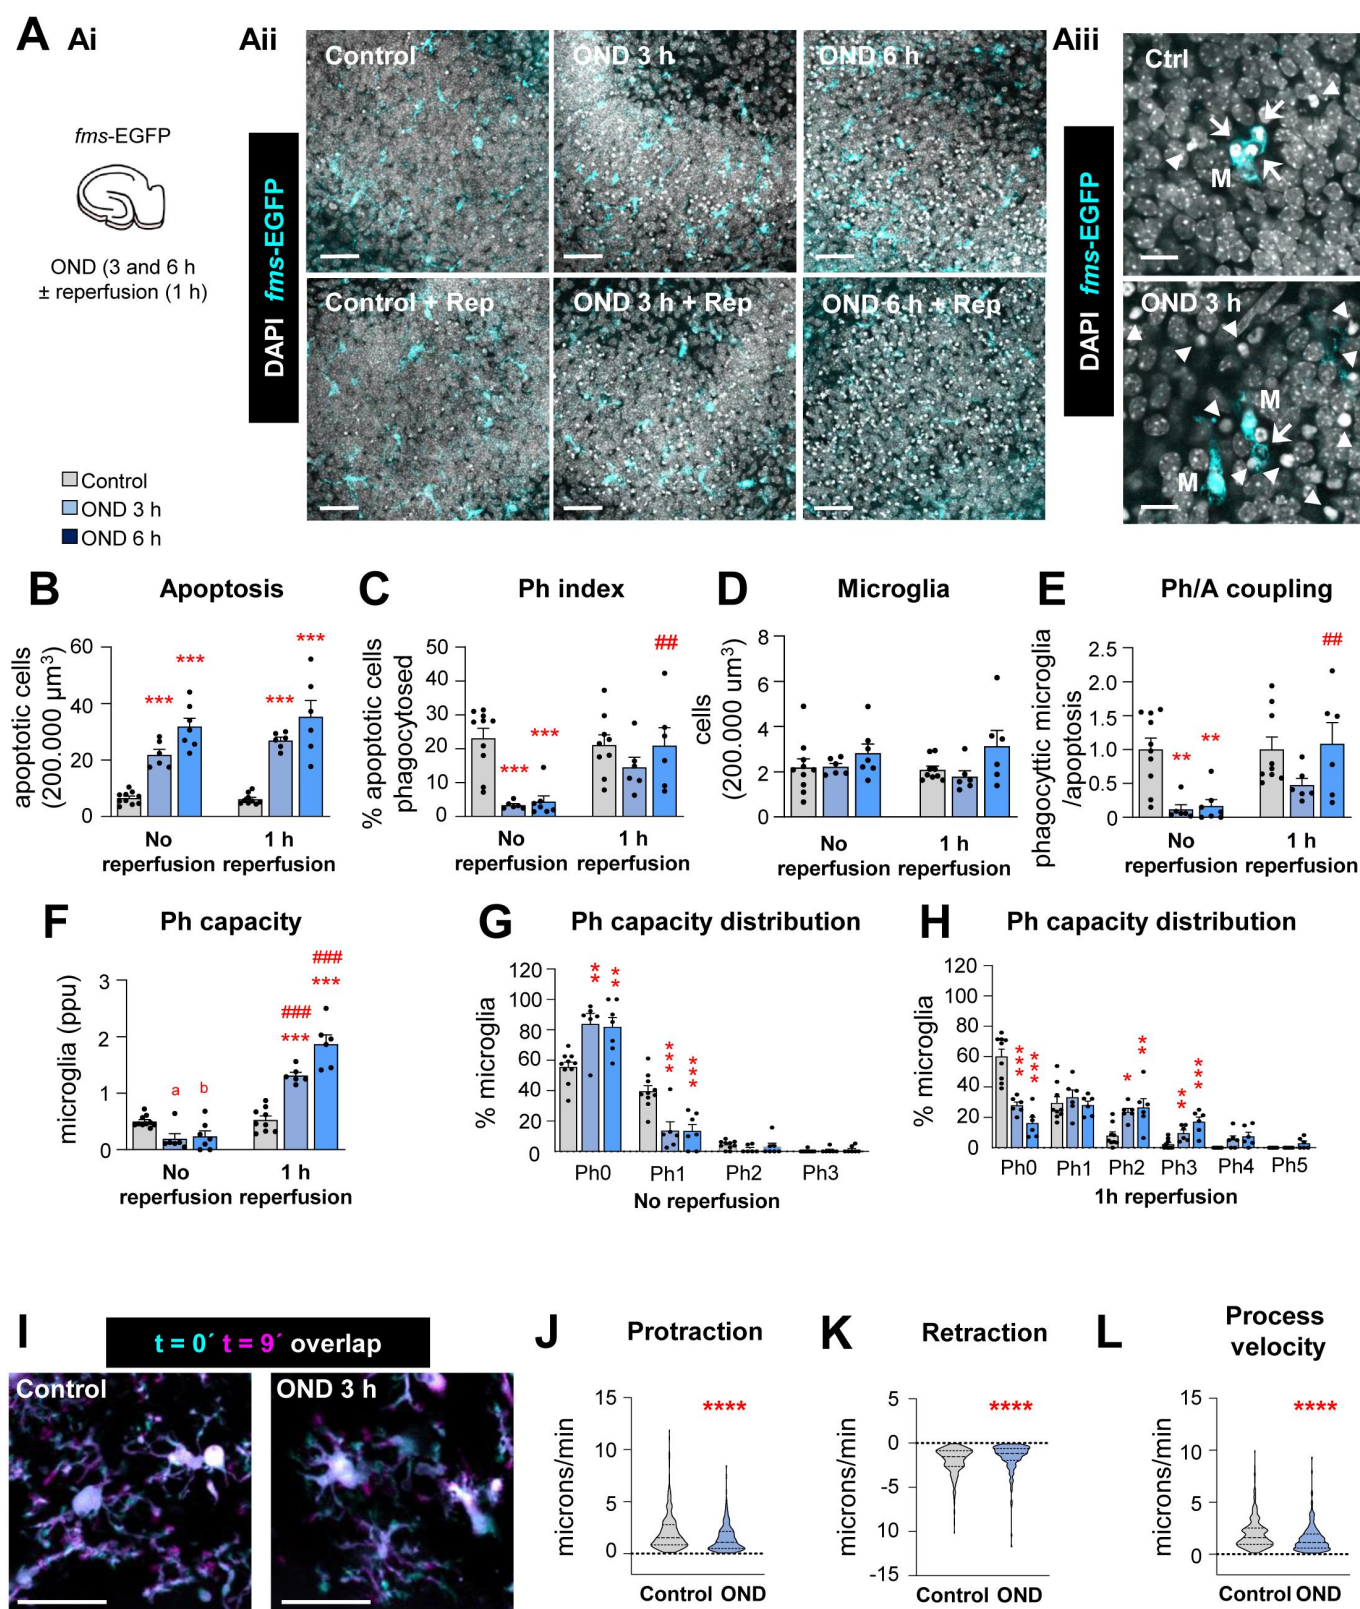 A Ai Aii Aiii
fms-EGFP
OND (3 and 6 h
± reperfusion (1 h)
DAPI fms-EGFP
Control OND 3 h OND 6 h
Control + Rep OND 3 h + Rep OND 6 h + Rep
DAPI fms-EGFP
Ctrl
M
OND 3 h
M
M
Control
OND 3 h
OND 6 h
B Apoptosis
apoptotic cells
(200.000 µm³)
60
40
20
0
*** *** *** ***
No
reperfusion
1 h
reperfusion
C Ph index
% apoptotic cells
phagocytosed
50
40
30
20
10
0
*** *** ##
No
reperfusion
1 h
reperfusion
D Microglia
cells
(200.000 um³)
8
6
4
2
0
No
reperfusion
1 h
reperfusion
E Ph/A coupling
phagocyttic microglia
/apoptosis
2.5
2.0
1.5
1.0
0.5
0.0
** ** ##
No
reperfusion
1 h
reperfusion
F Ph capacity
microglia (ppu)
3
2
1
0
a b
###
***
###
***
No
reperfusion
1 h
reperfusion
G Ph capacity distribution
% microglia
120
100
80
60
40
20
0
** ** *** ***
Ph0 Ph1 Ph2 Ph3
No reperfusion
H Ph capacity distribution
% microglia
120
100
80
60
40
20
0
*** *** * ** ** ***
Ph0 Ph1 Ph2 Ph3 Ph4 Ph5
1h reperfusion
I
t = 0´ t = 9´ overlap
Control OND 3 h
J Protraction
microns/min
15
10
5
0
****
Control OND
K Retraction
microns/min
5
0
-5
10
-15
****
Control OND
L Process
velocity
microns/min
15
10
5
0
****
Control OND